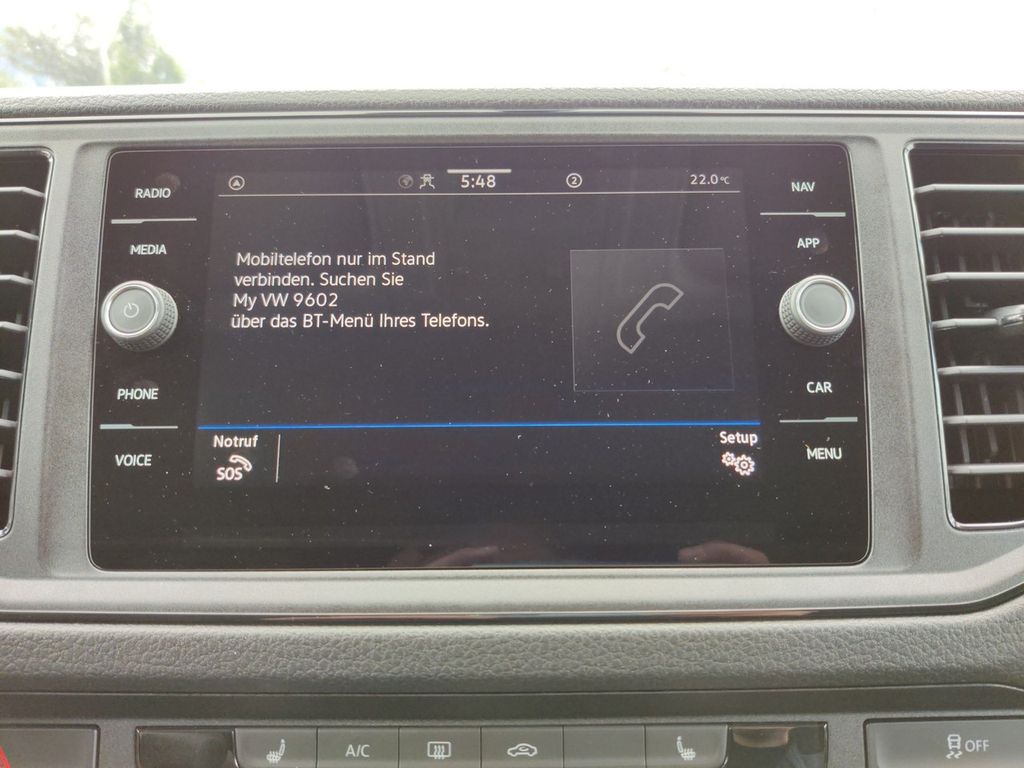 RADIO
MEDIA
PHONE
VOICE
5:48
2
22.0°C
Mobiltelefon nur im Stand
verbinden. Suchen Sie
My VW 9602
über das BT-Menü Ihres Telefons.
Notruf
SOS
Setup
NAV
APP
CAR
MENU
A/C
OFF